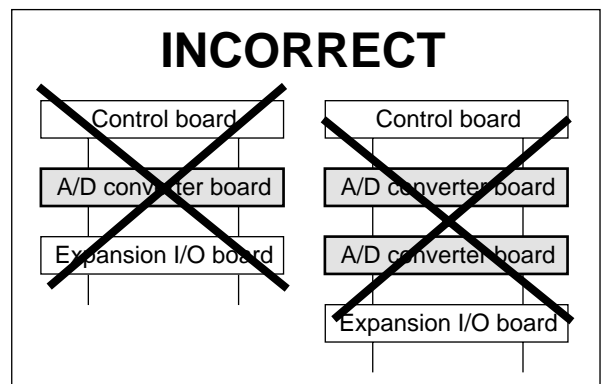 INCORRECT
Control board
A/D converter board
Expansion I/O board
Control board
A/D converter board
A/D converter board
Expansion I/O board